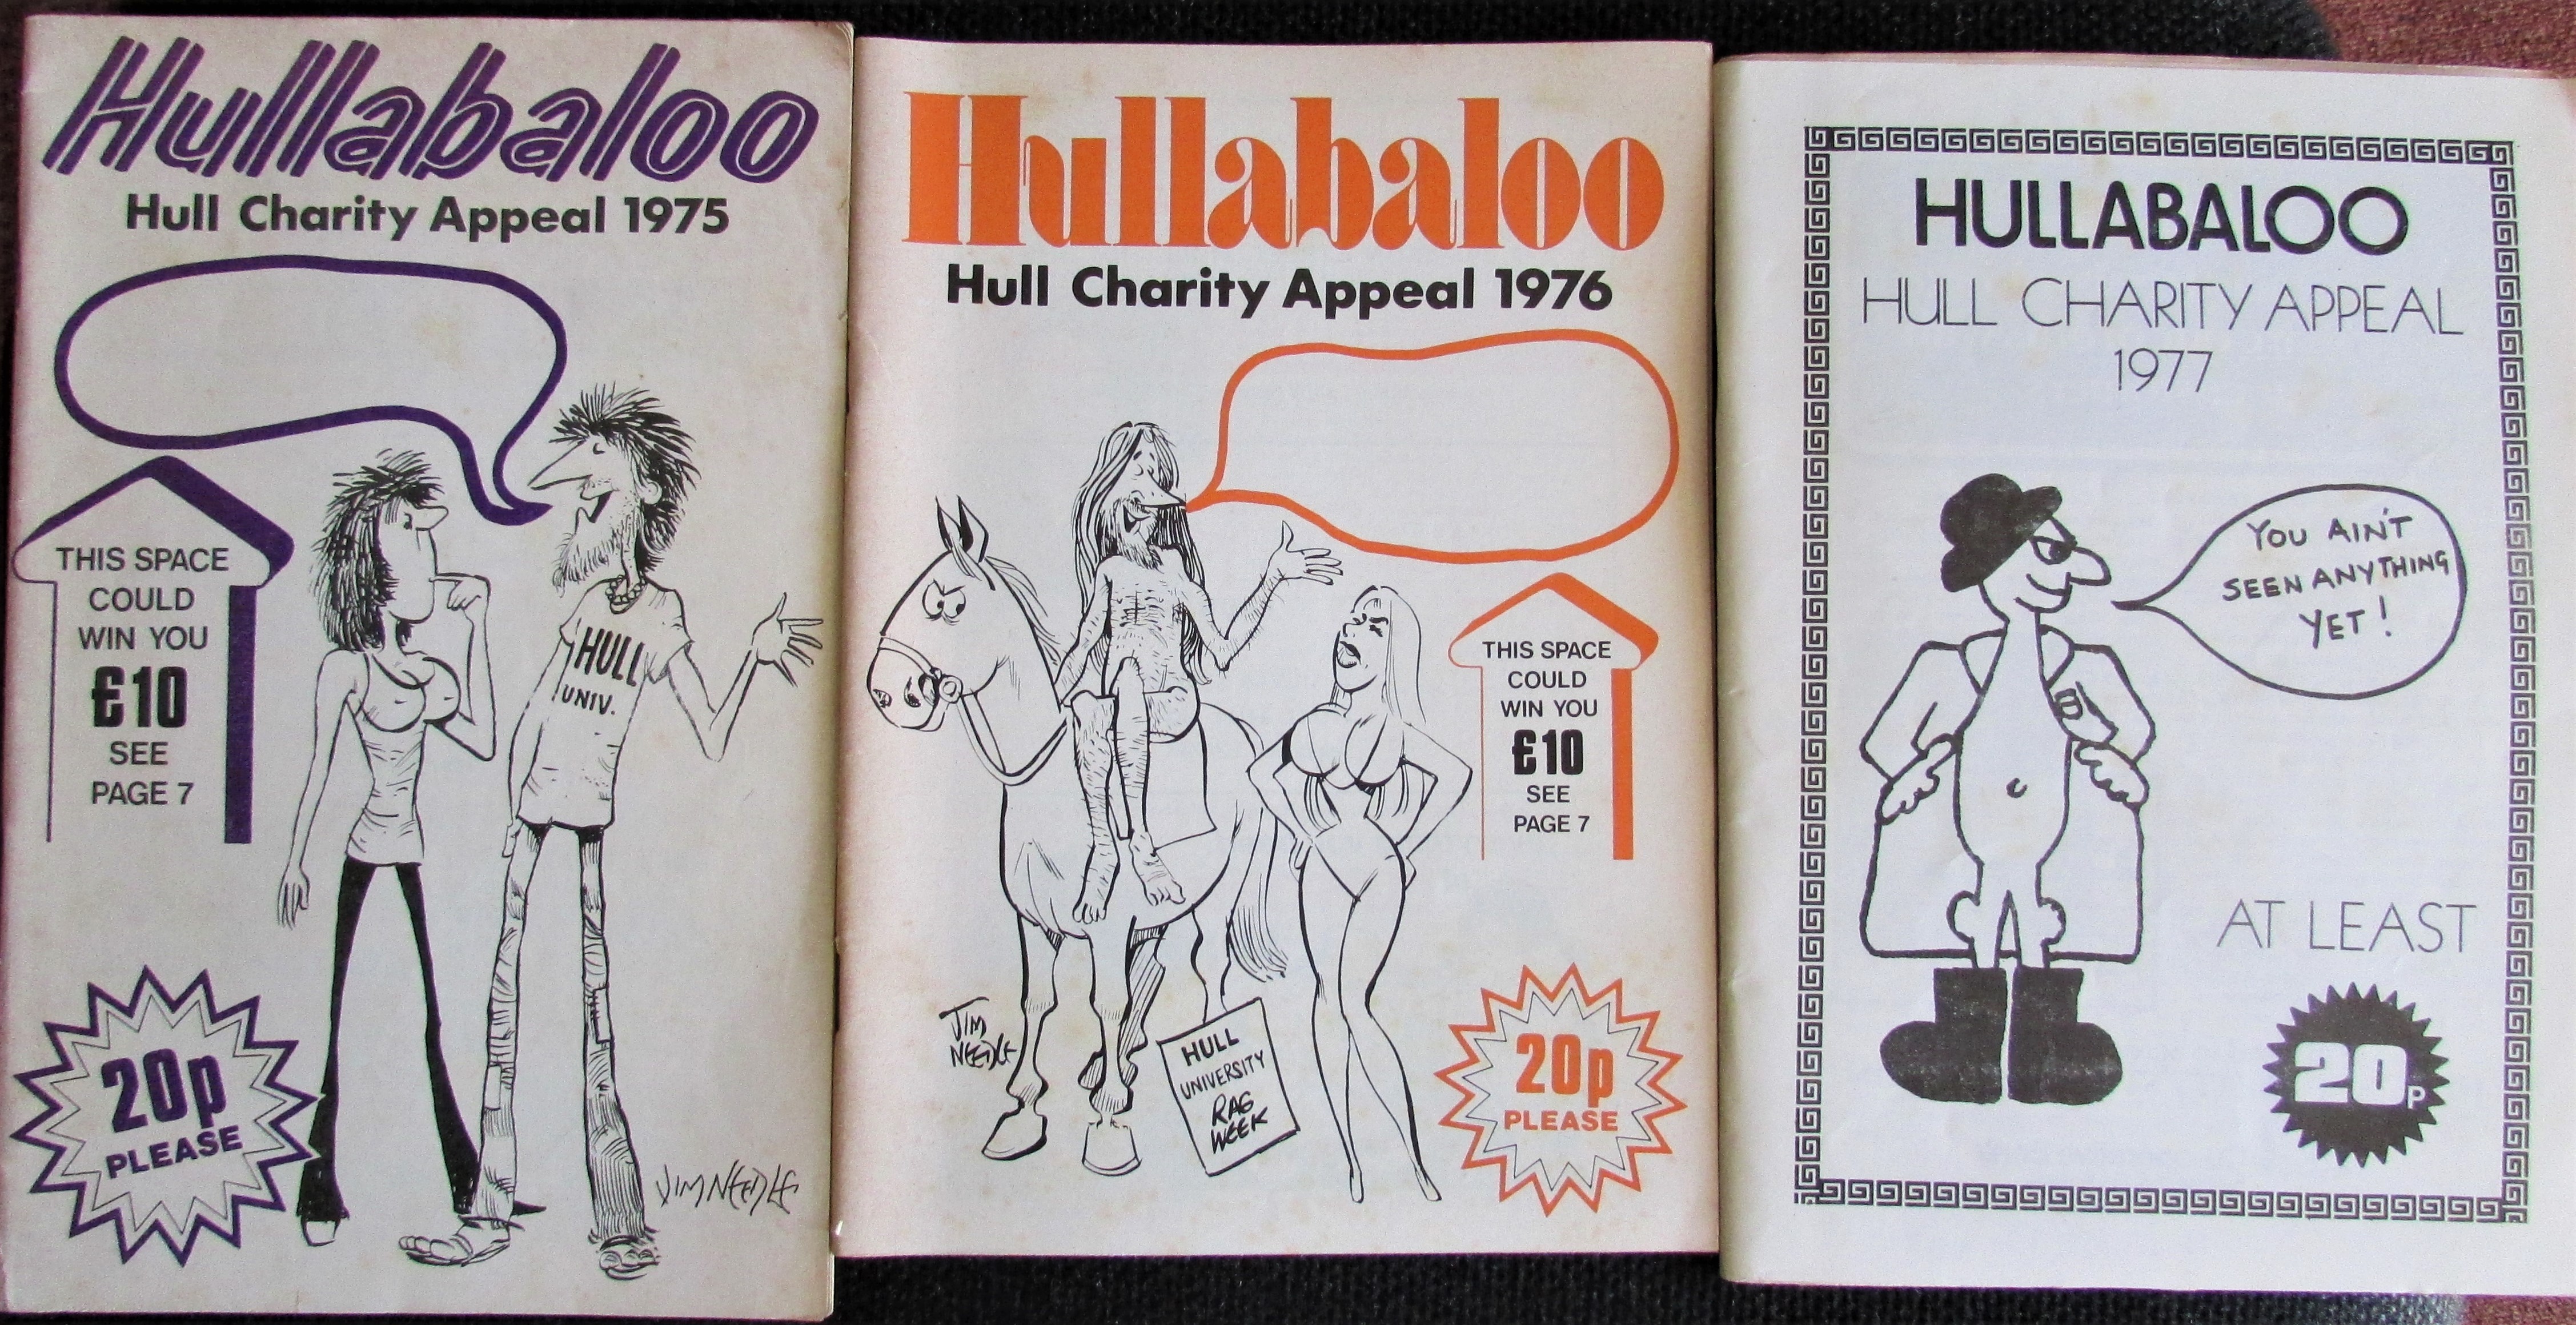 Hullabaloo
Hull Charity Appeal 1975
THIS SPACE
COULD
WIN YOU
£10
SEE
PAGE 7
HULL
UNIV.
20p
PLEASE
JIM NEEDLE
Hullabaloo
Hull Charity Appeal 1976
THIS SPACE
COULD
WIN YOU
£10
SEE
PAGE 7
JIM
NEEDLE
HULL
UNIVERSITY
RAG
WEEK
20p
PLEASE
HULLABALOO
HULL CHARITY APPEAL
1977
YOU AIN'T
SEEN ANYTHING
YET!
AT LEAST
20P